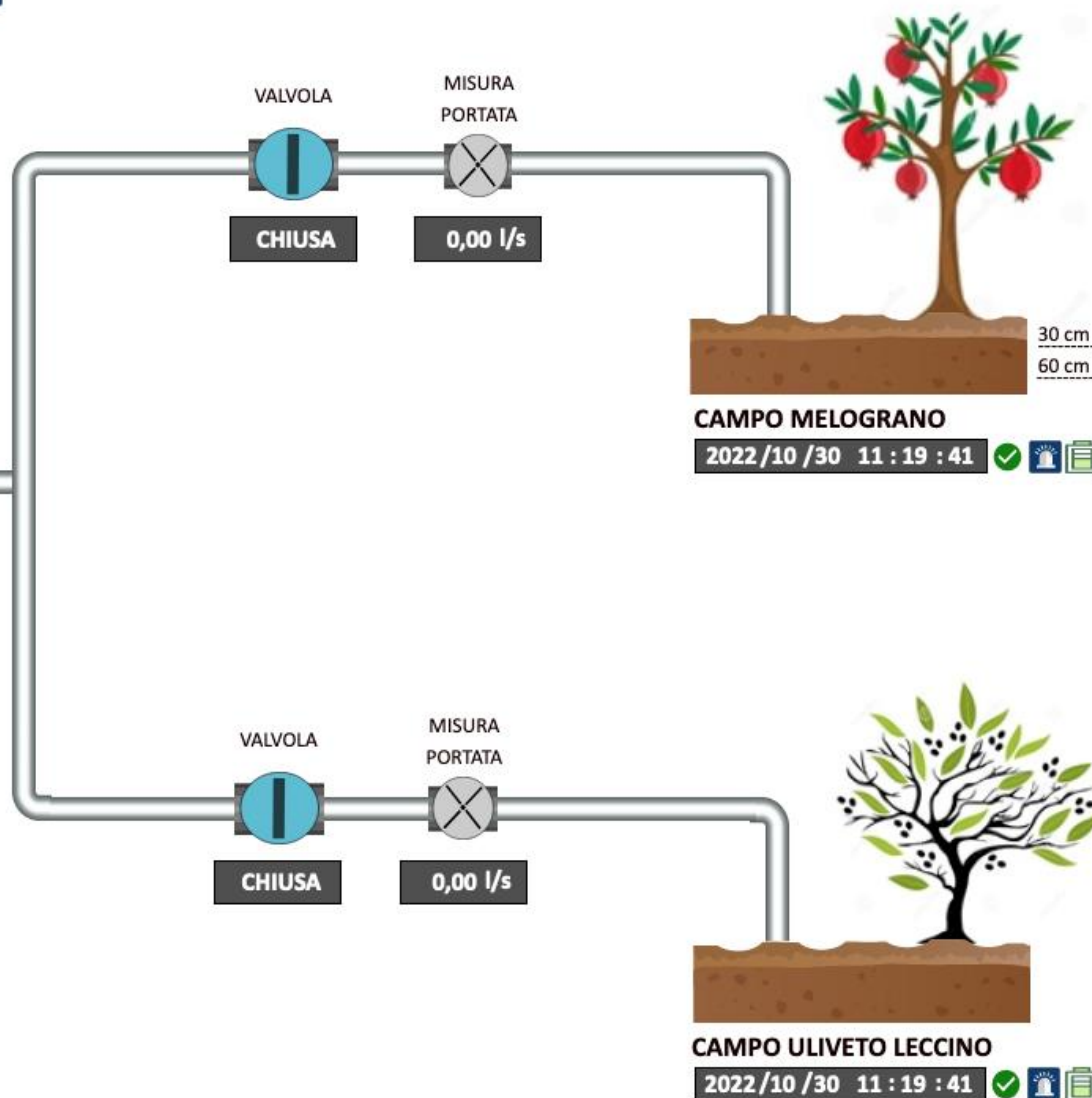 VALVOLA
MISURA
PORTATA
CHIUSA
0,00 l/s
30 cm
60 cm
CAMPO MELOGRANO
2022/10/30 11:19:41
VALVOLA
MISURA
PORTATA
CHIUSA
0,00 l/s
CAMPO ULIVETO LECCINO
2022/10/30 11:19:41